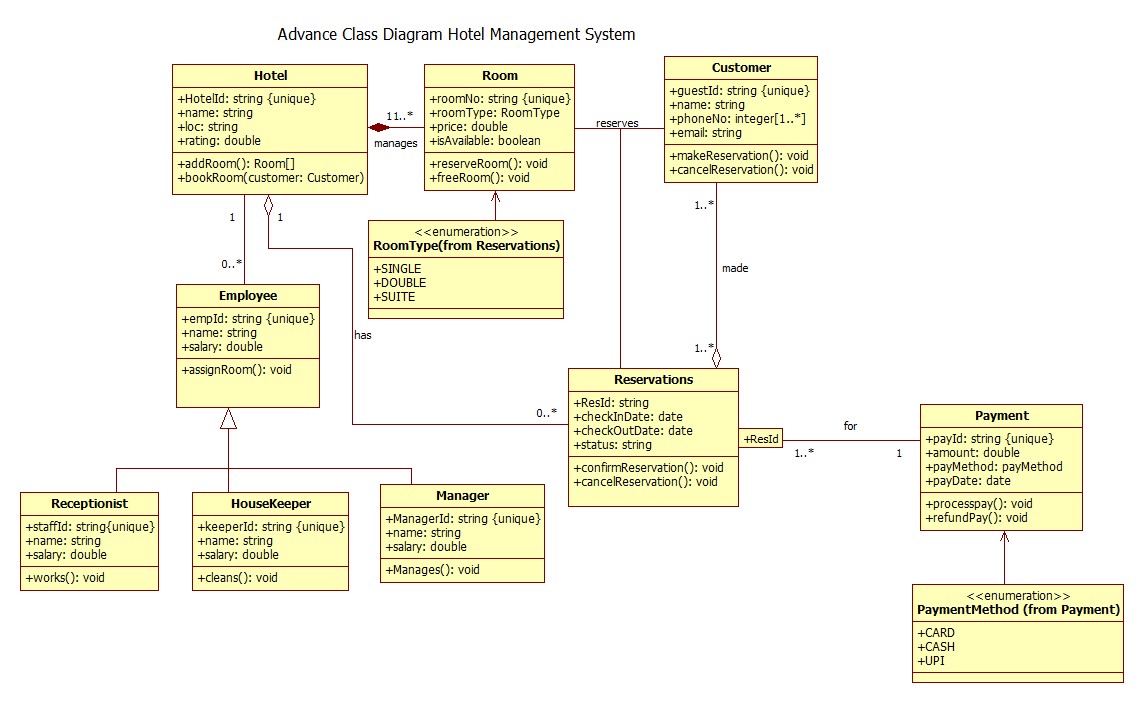 Advance Class Diagram Hotel Management System
Hotel
+HotelId: string {unique}
+name: string
+loc: string
+rating: double
+addRoom(): Room[]
+bookRoom(customer: Customer)
11..*
manages
Room
+roomNo: string {unique}
+roomType: RoomType
+price: double
+isAvailable: boolean
+reserveRoom(): void
+freeRoom(): void
reserves
Customer
+guestId: string {unique}
+name: string
+phoneNo: integer[1..*]
+email: string
+makeReservation(): void
+cancelReservation(): void
1
1
0..*
<<enumeration>>
RoomType(from Reservations)
+SINGLE
+DOUBLE
+SUITE
1..*
made
1..*
Employee
+empId: string {unique}
+name: string
+salary: double
+assignRoom(): void
has
0..*
Reservations
+ResId: string
+checkInDate: date
+checkOutDate: date
+status: string
+confirmReservation(): void
+cancelReservation(): void
+ResId
for
1..*
1
Payment
+payId: string {unique}
+amount: double
+payMethod: payMethod
+payDate: date
+processpay(): void
+refundPay(): void
Receptionist
+staffId: string{unique}
+name: string
+salary: double
+works(): void
HouseKeeper
+keeperId: string {unique}
+name: string
+salary: double
+cleans(): void
Manager
+ManagerId: string {unique}
+name: string
+salary: double
+Manages(): void
<<enumeration>>
PaymentMethod (from Payment)
+CARD
+CASH
+UPI